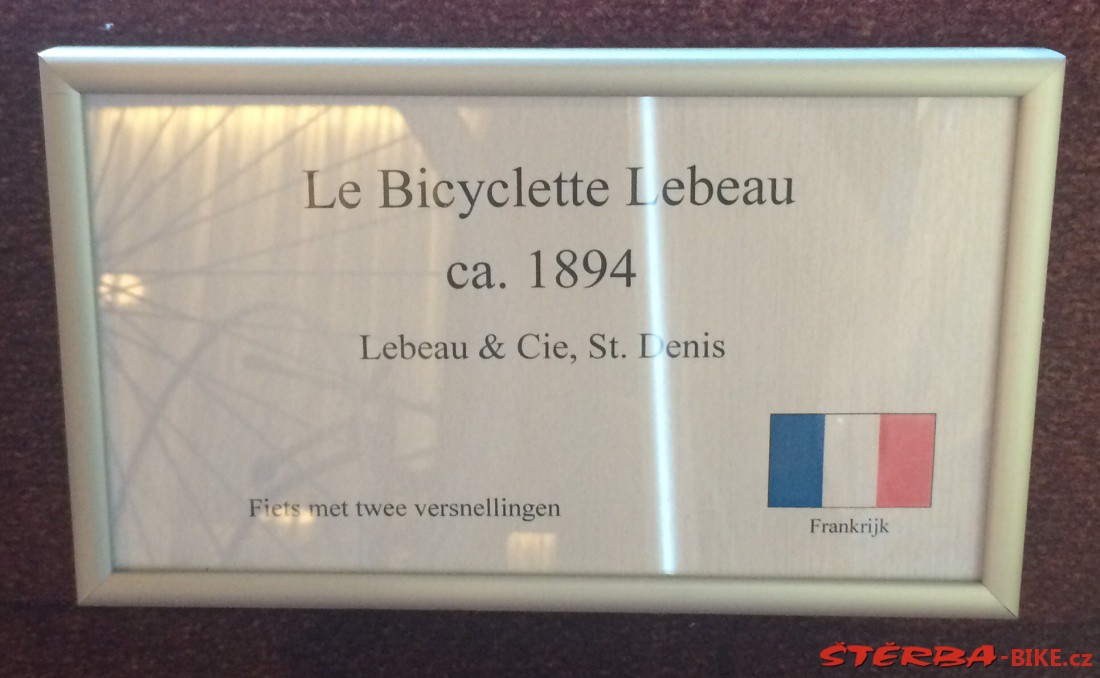 Le Bicyclette Lebeau
ca. 1894
Lebeau & Cie, St. Denis
Fiets met twee versnellingen
Frankrijk
ŠTĚRBA-BIKE.cz